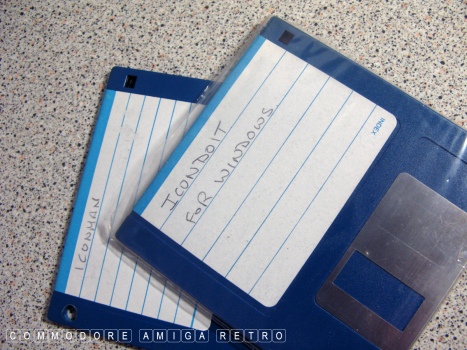 ICONDOIT
FOR WINDOWS
INDEX
ICONMAN
COMMODORE AMIGA RETRO